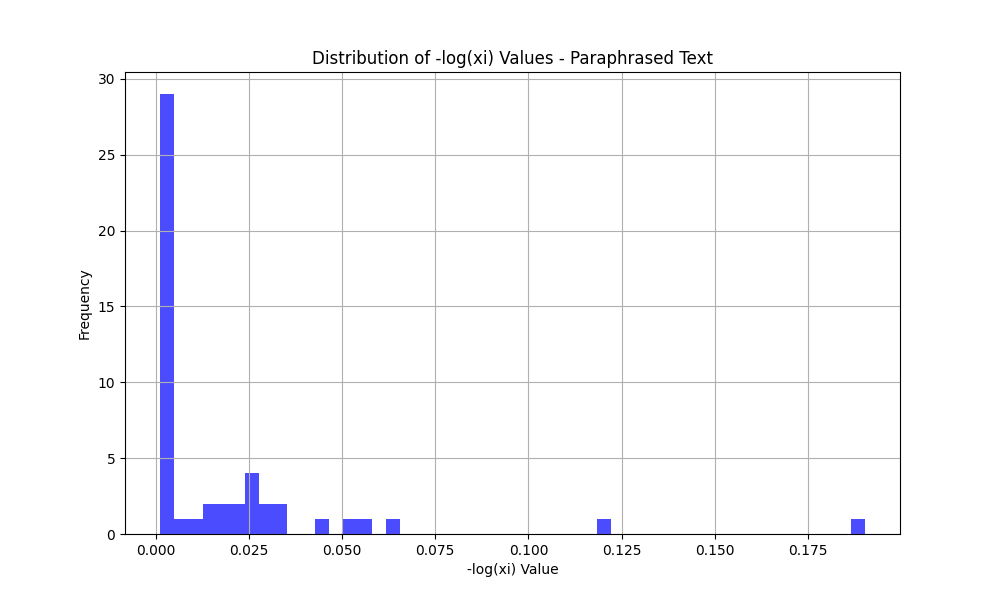 Distribution of -log(xi) Values - Paraphrased Text
30
25
20
15
10
5
0
Frequency
0.000 0.025 0.050 0.075 0.100 0.125 0.150 0.175
-log(xi) Value